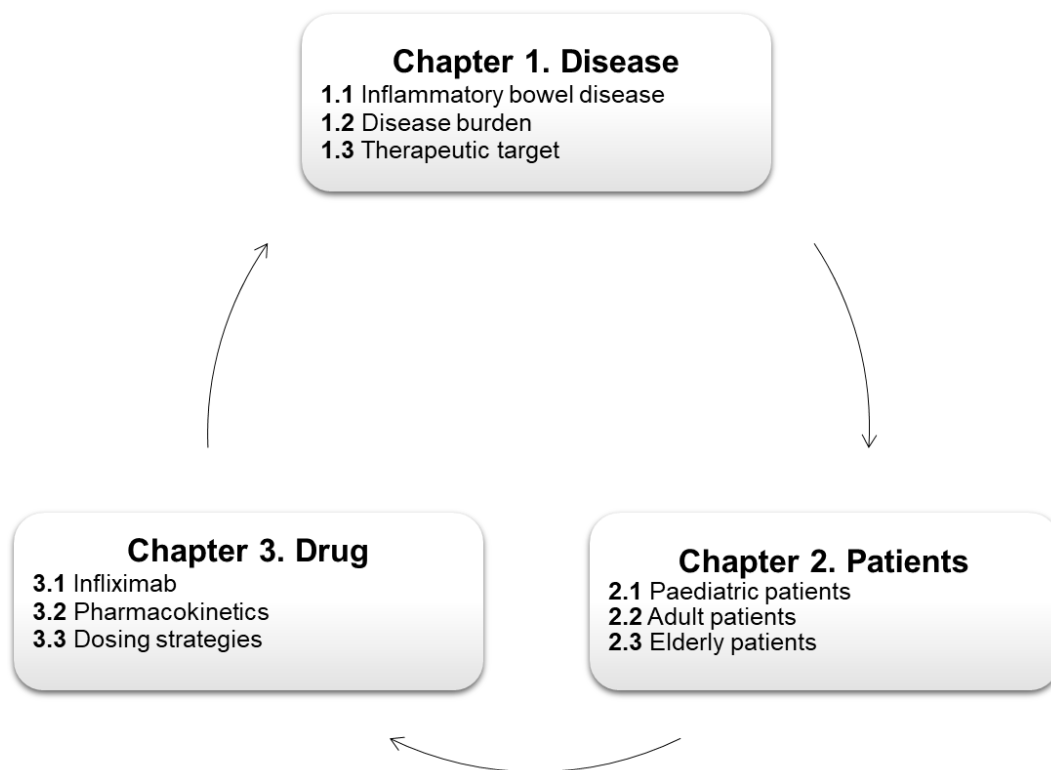 Chapter 1. Disease
1.1 Inflammatory bowel disease
1.2 Disease burden
1.3 Therapeutic target
Chapter 3. Drug
3.1 Infliximab
3.2 Pharmacokinetics
3.3 Dosing strategies
Chapter 2. Patients
2.1 Paediatric patients
2.2 Adult patients
2.3 Elderly patients